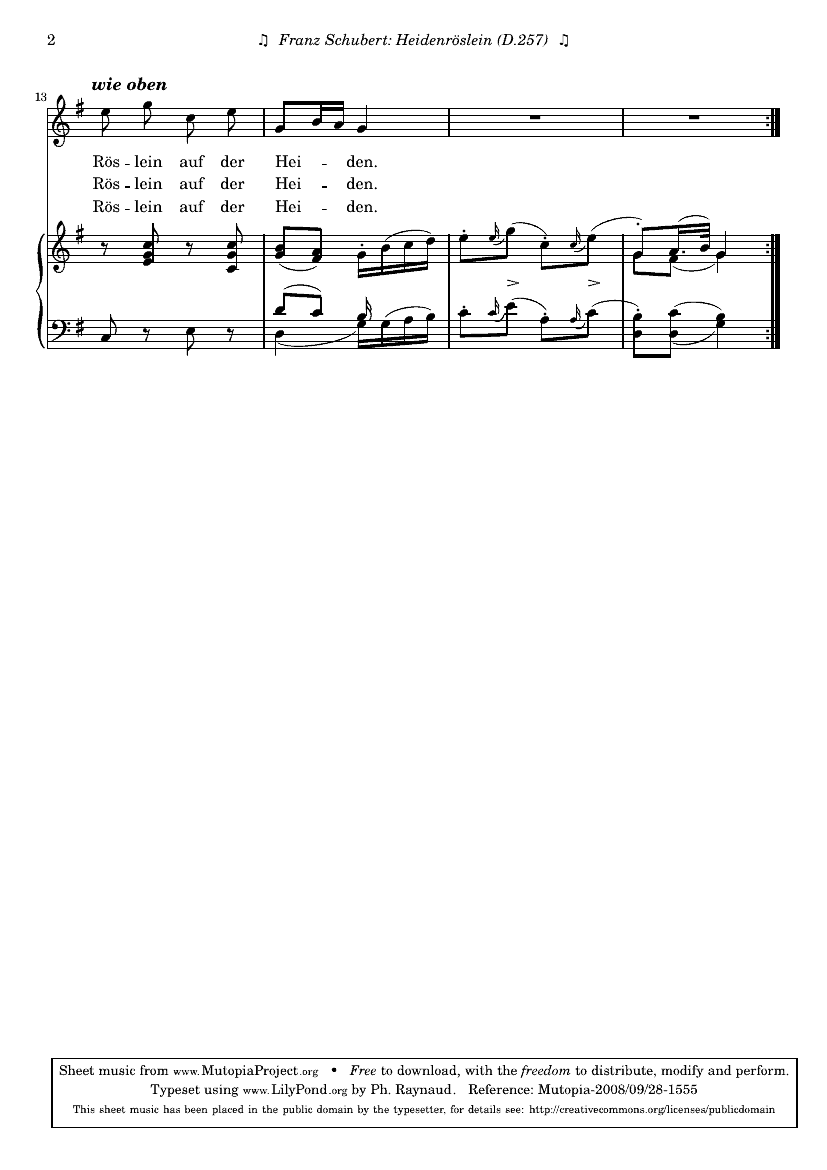 2
♫ Franz Schubert: Heidenröslein (D.257) ♫
wie oben
13
Rös - lein auf der Hei - den.
Rös - lein auf der Hei - den.
Rös - lein auf der Hei - den.
Sheet music from www.MutopiaProject.org • Free to download, with the freedom to distribute, modify and perform.
Typeset using www.LilyPond.org by Ph. Raynaud. Reference: Mutopia-2008/09/28-1555
This sheet music has been placed in the public domain by the typesetter, for details see: http://creativecommons.org/licenses/publicdomain